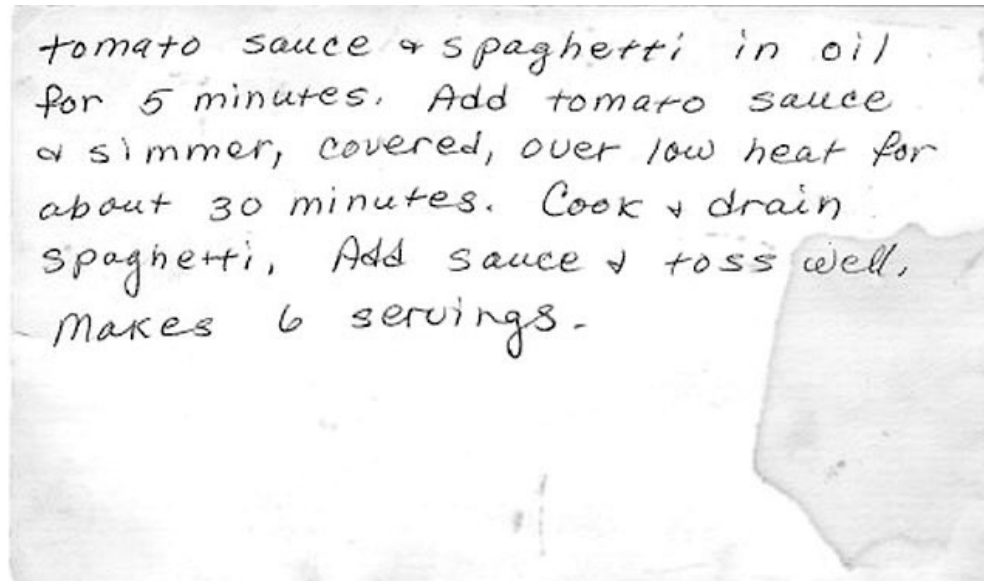 tomato sauce & spaghetti in oil
for 5 minutes. Add tomato sauce
& simmer, covered, over low heat for
about 30 minutes. Cook & drain
spaghetti, Add sauce & toss well,
Makes 6 servings.